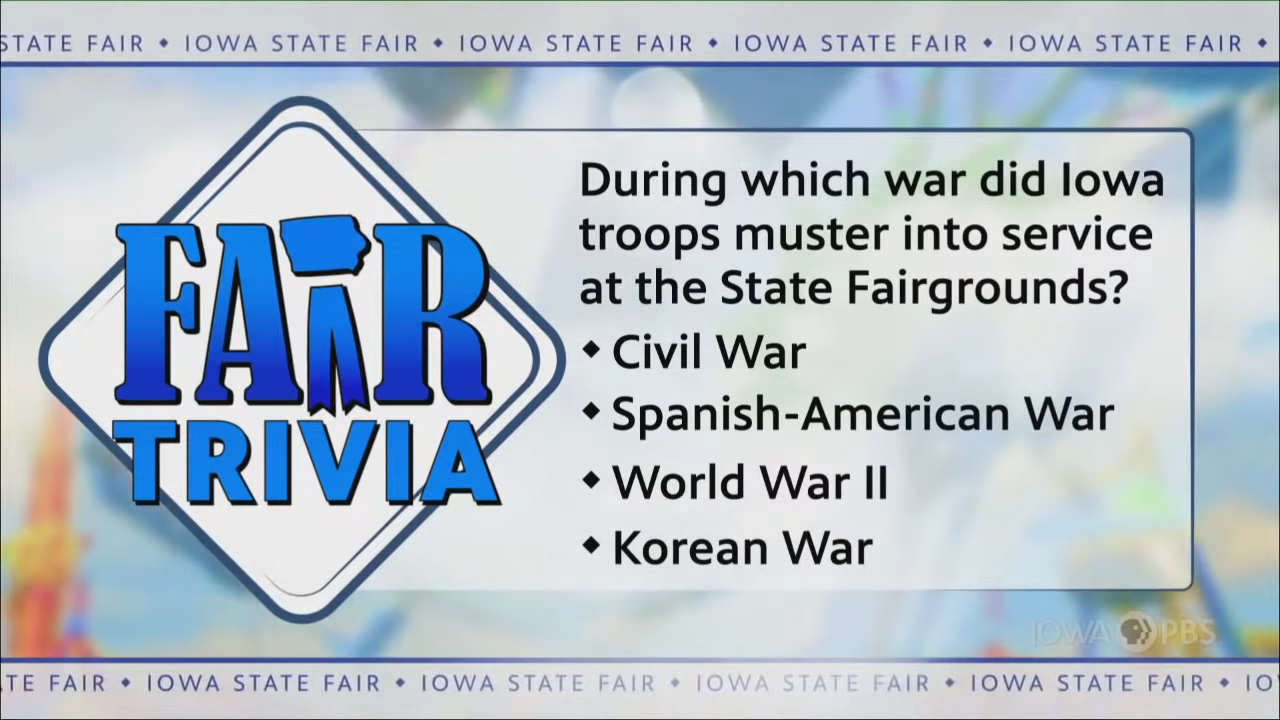 STATE FAIR • IOWA STATE FAIR • IOWA STATE FAIR • IOWA STATE FAIR • IOWA STATE FAIR •
FAIR
TRIVIA
During which war did Iowa
troops muster into service
at the State Fairgrounds?
◆ Civil War
◆ Spanish-American War
◆ World War II
◆ Korean War
IOWA PBS
TE FAIR • IOWA STATE FAIR • IOWA STATE FAIR • IOWA STATE FAIR • IOWA STATE FAIR • IO